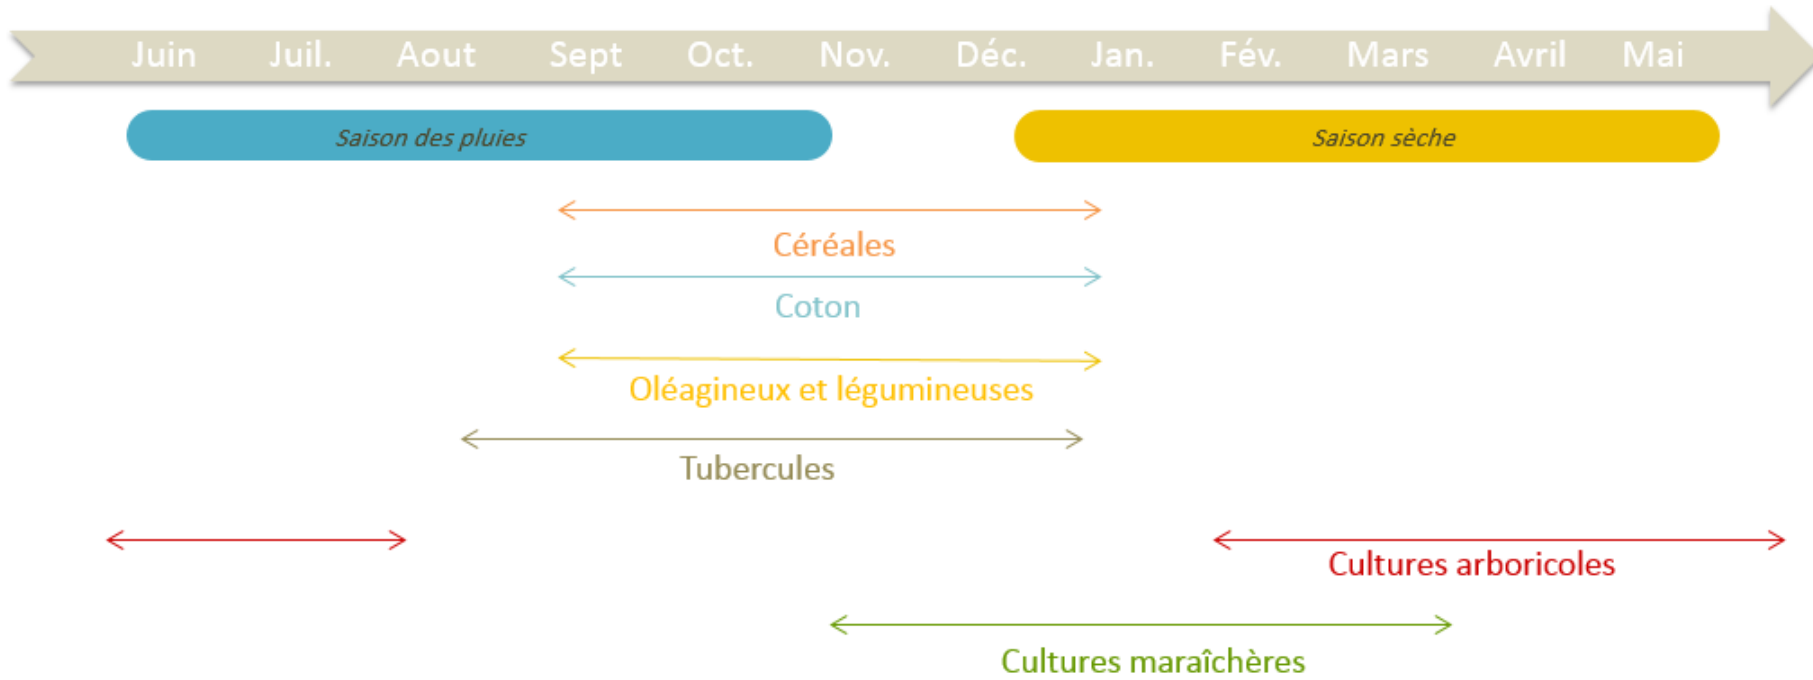 Juin Juil. Aout Sept Oct. Nov. Déc. Jan. Fév. Mars Avril Mai
Saison des pluies Saison sèche
Céréales
Coton
Oléagineux et légumineuses
Tubercules
Cultures arboricoles
Cultures maraîchères